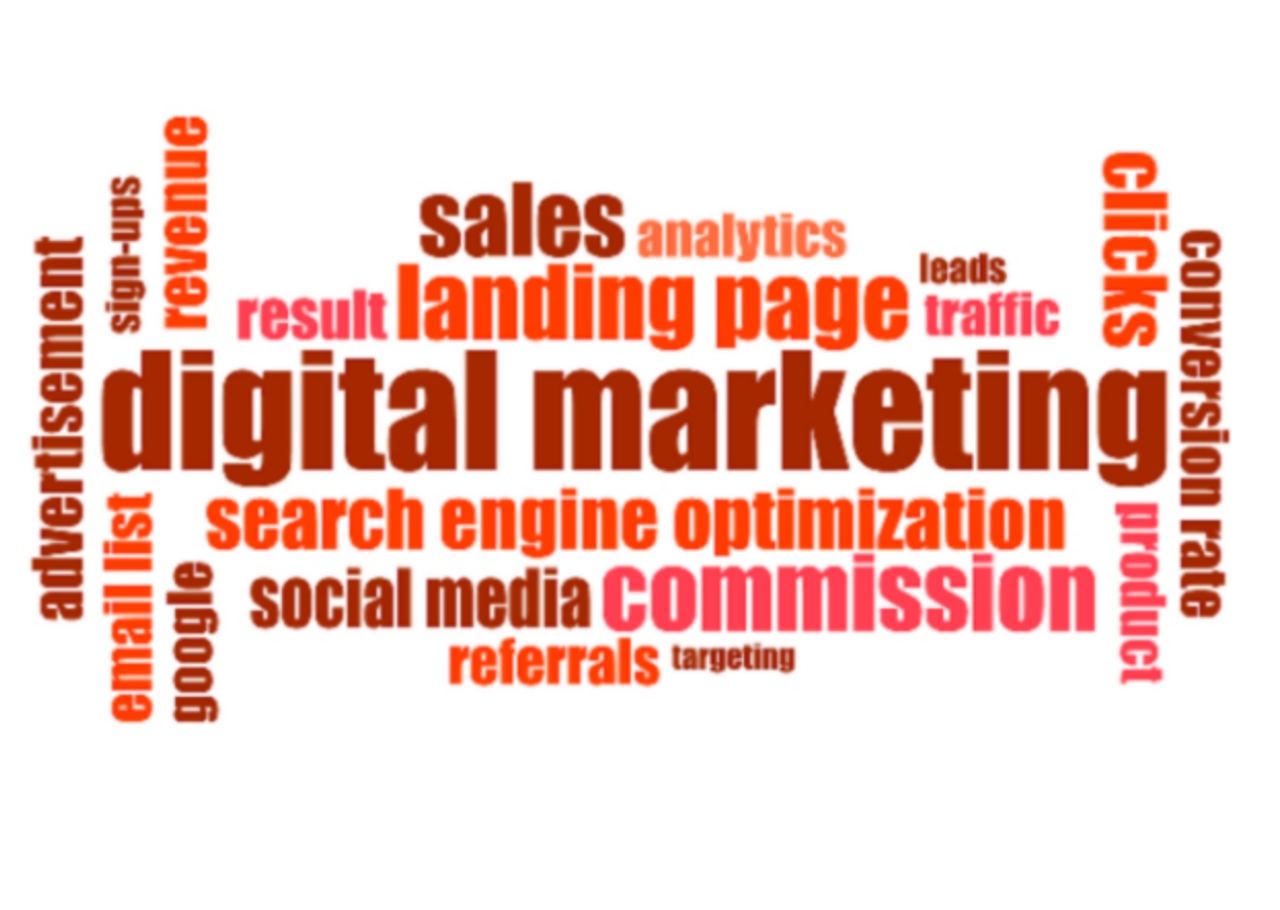 revenue
sign-ups
advertisement
sales
analytics
leads
result
landing page
traffic
clicks
conversion rate
digital marketing
search engine optimization
email list
google
social media
commission
product
referrals
targeting